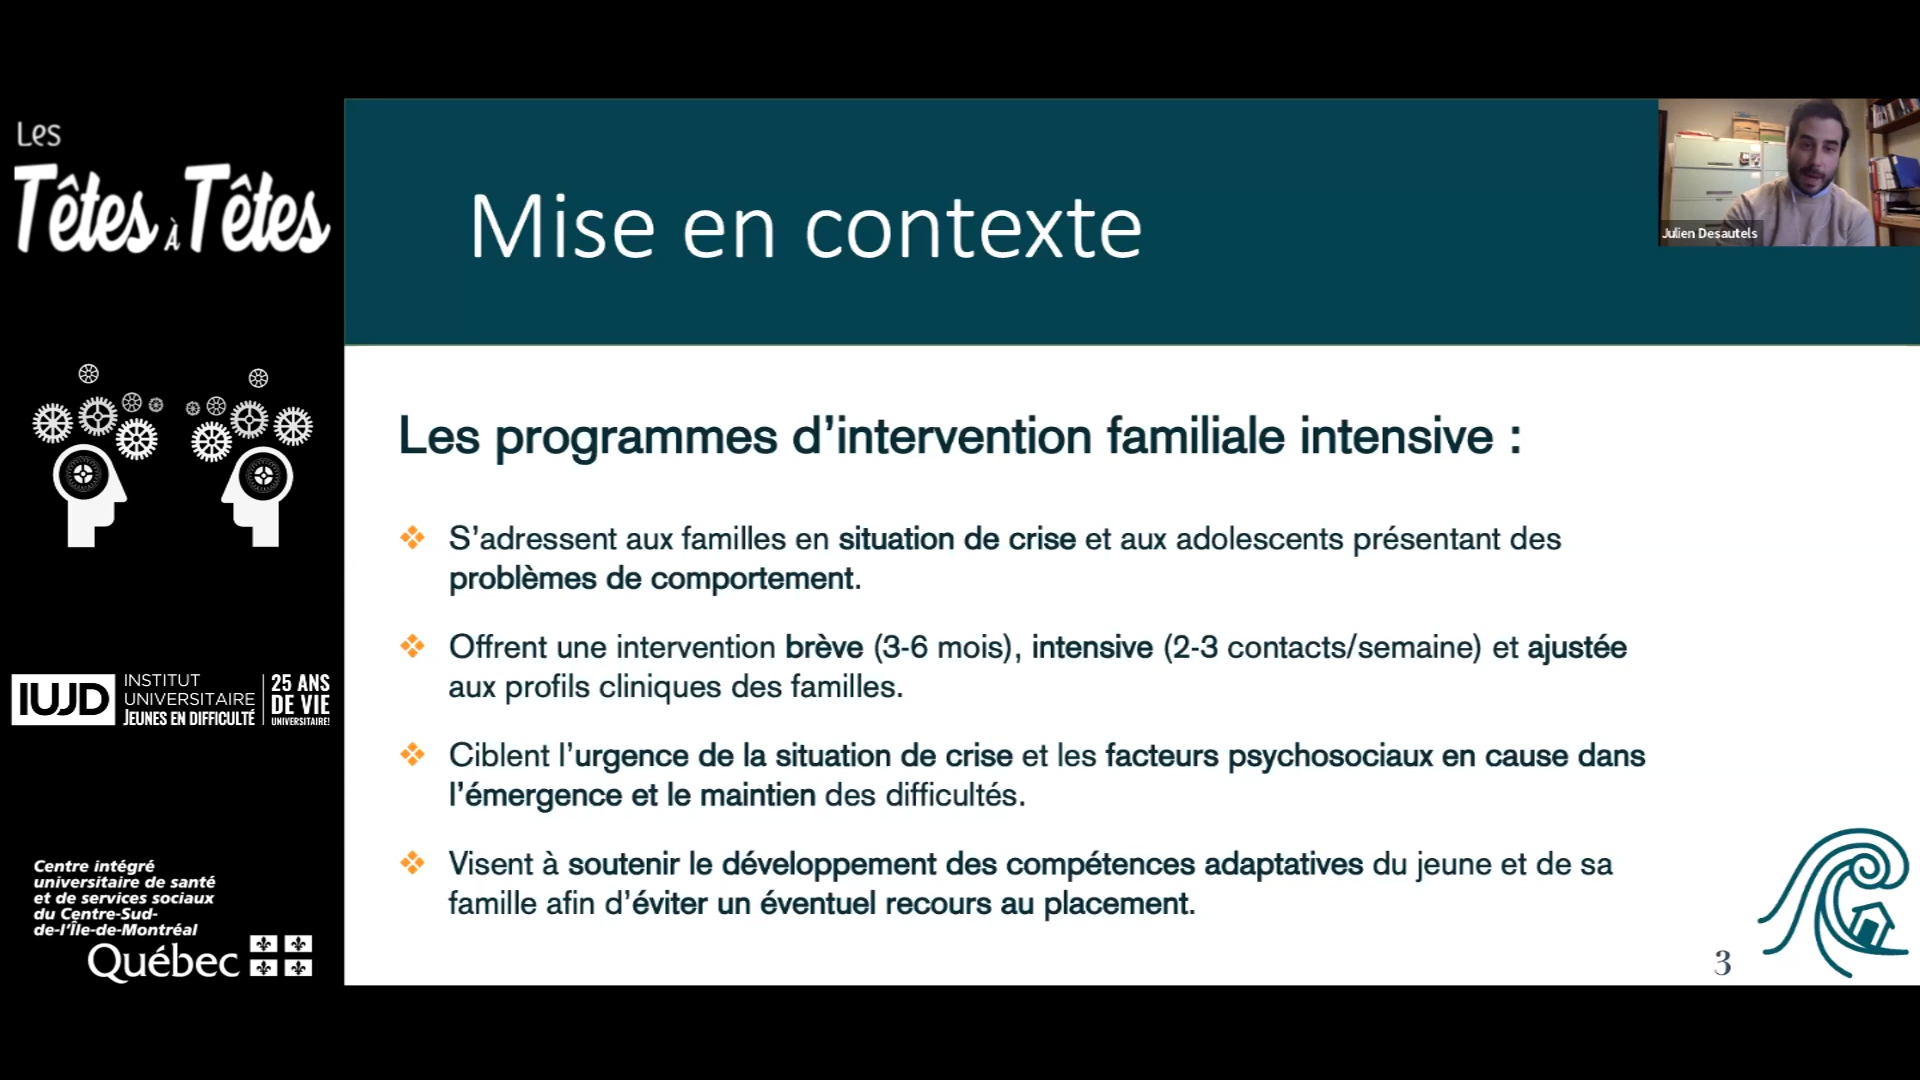 Les
Têtes À Têtes
IUJD
INSTITUT
UNIVERSITAIRE
JEUNES EN DIFFICULTÉ
25 ANS
DE VIE
UNIVERSITAIRE!
Centre intégré
universitaire de santé
et de services sociaux
du Centre-Sud-
de-l'Île-de-Montréal
Québec
Mise en contexte
Julien Desautels
Les programmes d’intervention familiale intensive :
❖ S’adressent aux familles en situation de crise et aux adolescents présentant des
problèmes de comportement.
❖ Offrent une intervention brève (3-6 mois), intensive (2-3 contacts/semaine) et ajustée
aux profils cliniques des familles.
❖ Ciblent l’urgence de la situation de crise et les facteurs psychosociaux en cause dans
l’émergence et le maintien des difficultés.
❖ Visent à soutenir le développement des compétences adaptatives du jeune et de sa
famille afin d’éviter un éventuel recours au placement.
3